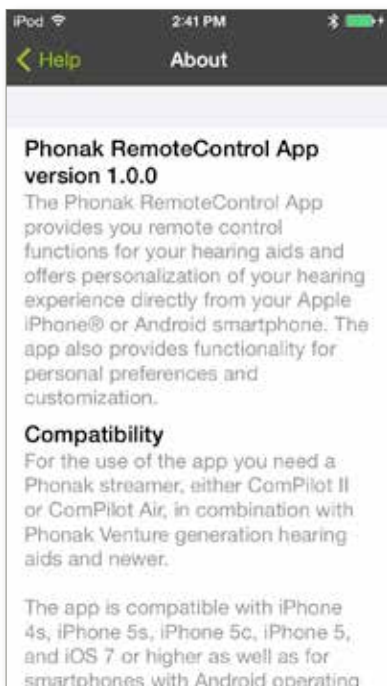 iPod 2:41 PM
Help About
Phonak RemoteControl App
version 1.0.0
The Phonak RemoteControl App
provides you remote control
functions for your hearing aids and
offers personalization of your hearing
experience directly from your Apple
iPhone® or Android smartphone. The
app also provides functionality for
personal preferences and
customization.
Compatibility
For the use of the app you need a
Phonak streamer, either ComPilot II
or ComPilot Air, in combination with
Phonak Venture generation hearing
aids and newer.
The app is compatible with iPhone
4s, iPhone 5s, iPhone 5c, iPhone 5,
and iOS 7 or higher as well as for
smartphones with Android operating